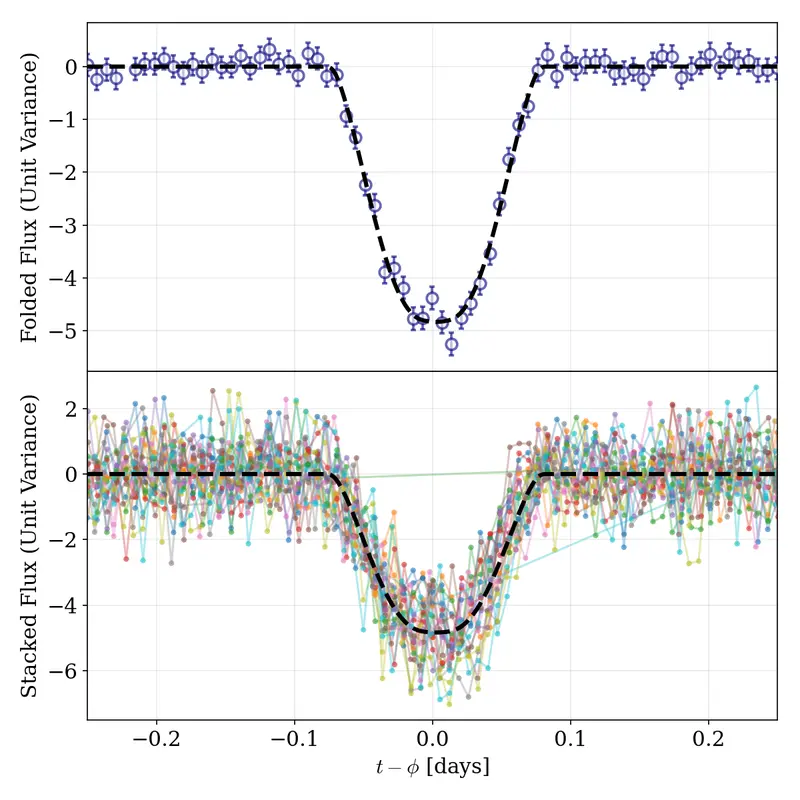 Folded Flux (Unit Variance)
0
−1
−2
−3
−4
−5
Stacked Flux (Unit Variance)
2
0
−2
−4
−6
−0.2 −0.1 0.0 0.1 0.2
t − ϕ [days]